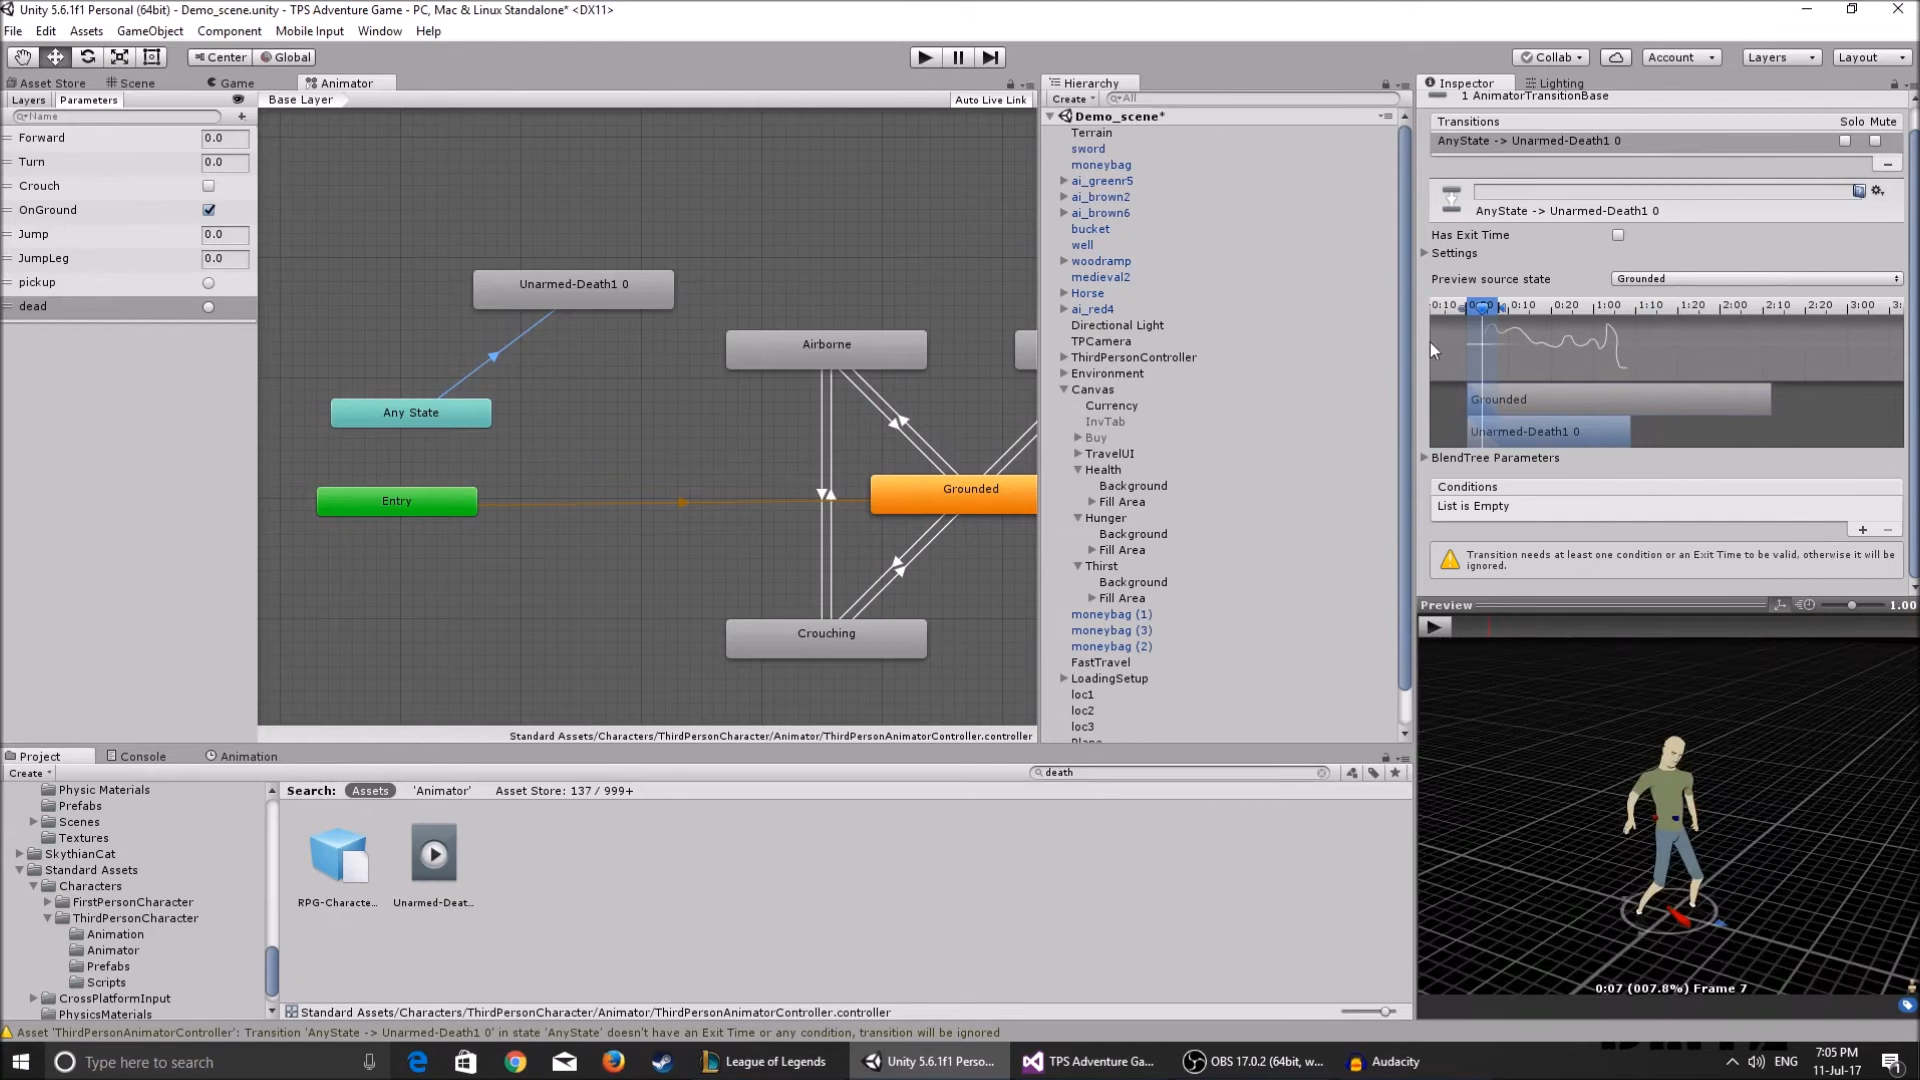 Unity 5.6.1f1 Personal (64bit) - Demo_scene.unity - TPS Adventure Game - PC, Mac & Linux Standalone* <DX11>
File Edit Assets GameObject Component Mobile Input Window Help
Center Global Collab Account Layers Layout
Asset Store Scene Game Animator
Layers Parameters Base Layer Auto Live Link
Name
Forward 0.0
Turn 0.0
Crouch
OnGround
Jump 0.0
JumpLeg 0.0
pickup
dead
Unarmed-Death1 0
Airborne
Any State
Entry
Grounded
Crouching
Standard Assets/Characters/ThirdPersonCharacter/Animator/ThirdPersonAnimatorController.controller
Hierarchy
Create All
Demo_scene*
Terrain
sword
moneybag
ai_greenr5
ai_brown2
ai_brown6
bucket
well
woodramp
medieval2
Horse
ai_red4
Directional Light
TPCamera
ThirdPersonController
Environment
Canvas
Currency
InvTab
Buy
TravelUI
Health
Background
Fill Area
Hunger
Background
Fill Area
Thirst
Background
Fill Area
moneybag (1)
moneybag (3)
moneybag (2)
FastTravel
LoadingSetup
loc1
loc2
loc3
Inspector Lighting
1 AnimatorTransitionBase
Transitions Solo Mute
AnyState -> Unarmed-Death1 0
AnyState -> Unarmed-Death1 0
Has Exit Time
Settings
Preview source state Grounded
0:10 0:00 0:10 0:20 1:00 1:10 1:20 2:00 2:10 2:20 3:00 3:
Grounded
Unarmed-Death1 0
BlendTree Parameters
Conditions
List is Empty
Transition needs at least one condition or an Exit Time to be valid, otherwise it will be
ignored.
Preview 1.00
0:07 (007.8%) Frame 7
Project Console Animation
Create death
Physic Materials
Prefabs
Scenes
Textures
SkythianCat
Standard Assets
Characters
FirstPersonCharacter
ThirdPersonCharacter
Animation
Animator
Prefabs
Scripts
CrossPlatformInput
PhysicsMaterials
Search: Assets 'Animator' Asset Store: 137 / 999+
RPG-Characte... Unarmed-Deat...
Standard Assets/Characters/ThirdPersonCharacter/Animator/ThirdPersonAnimatorController.controller
Asset 'ThirdPersonAnimatorController': Transition 'AnyState -> Unarmed-Death1 0' in state 'AnyState' doesn't have an Exit Time or any condition, transition will be ignored
Type here to search League of Legends Unity 5.6.1f1 Perso... TPS Adventure Ga... OBS 17.0.2 (64bit, w... Audacity ENG 7:05 PM
11-Jul-17
1